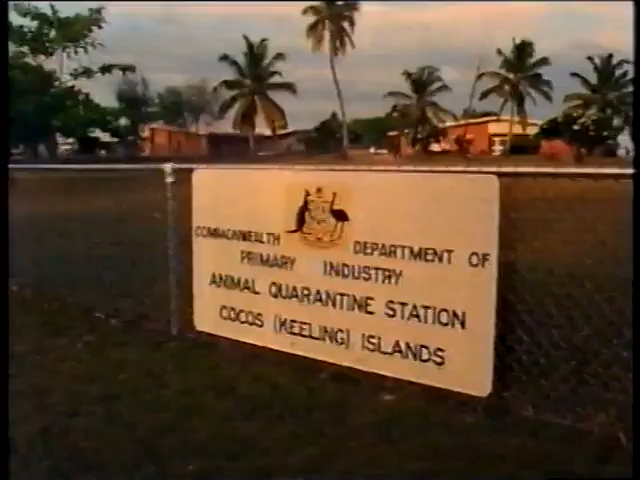 COMMONWEALTH DEPARTMENT OF
PRIMARY INDUSTRY
ANIMAL QUARANTINE STATION
COCOS (KEELING) ISLANDS